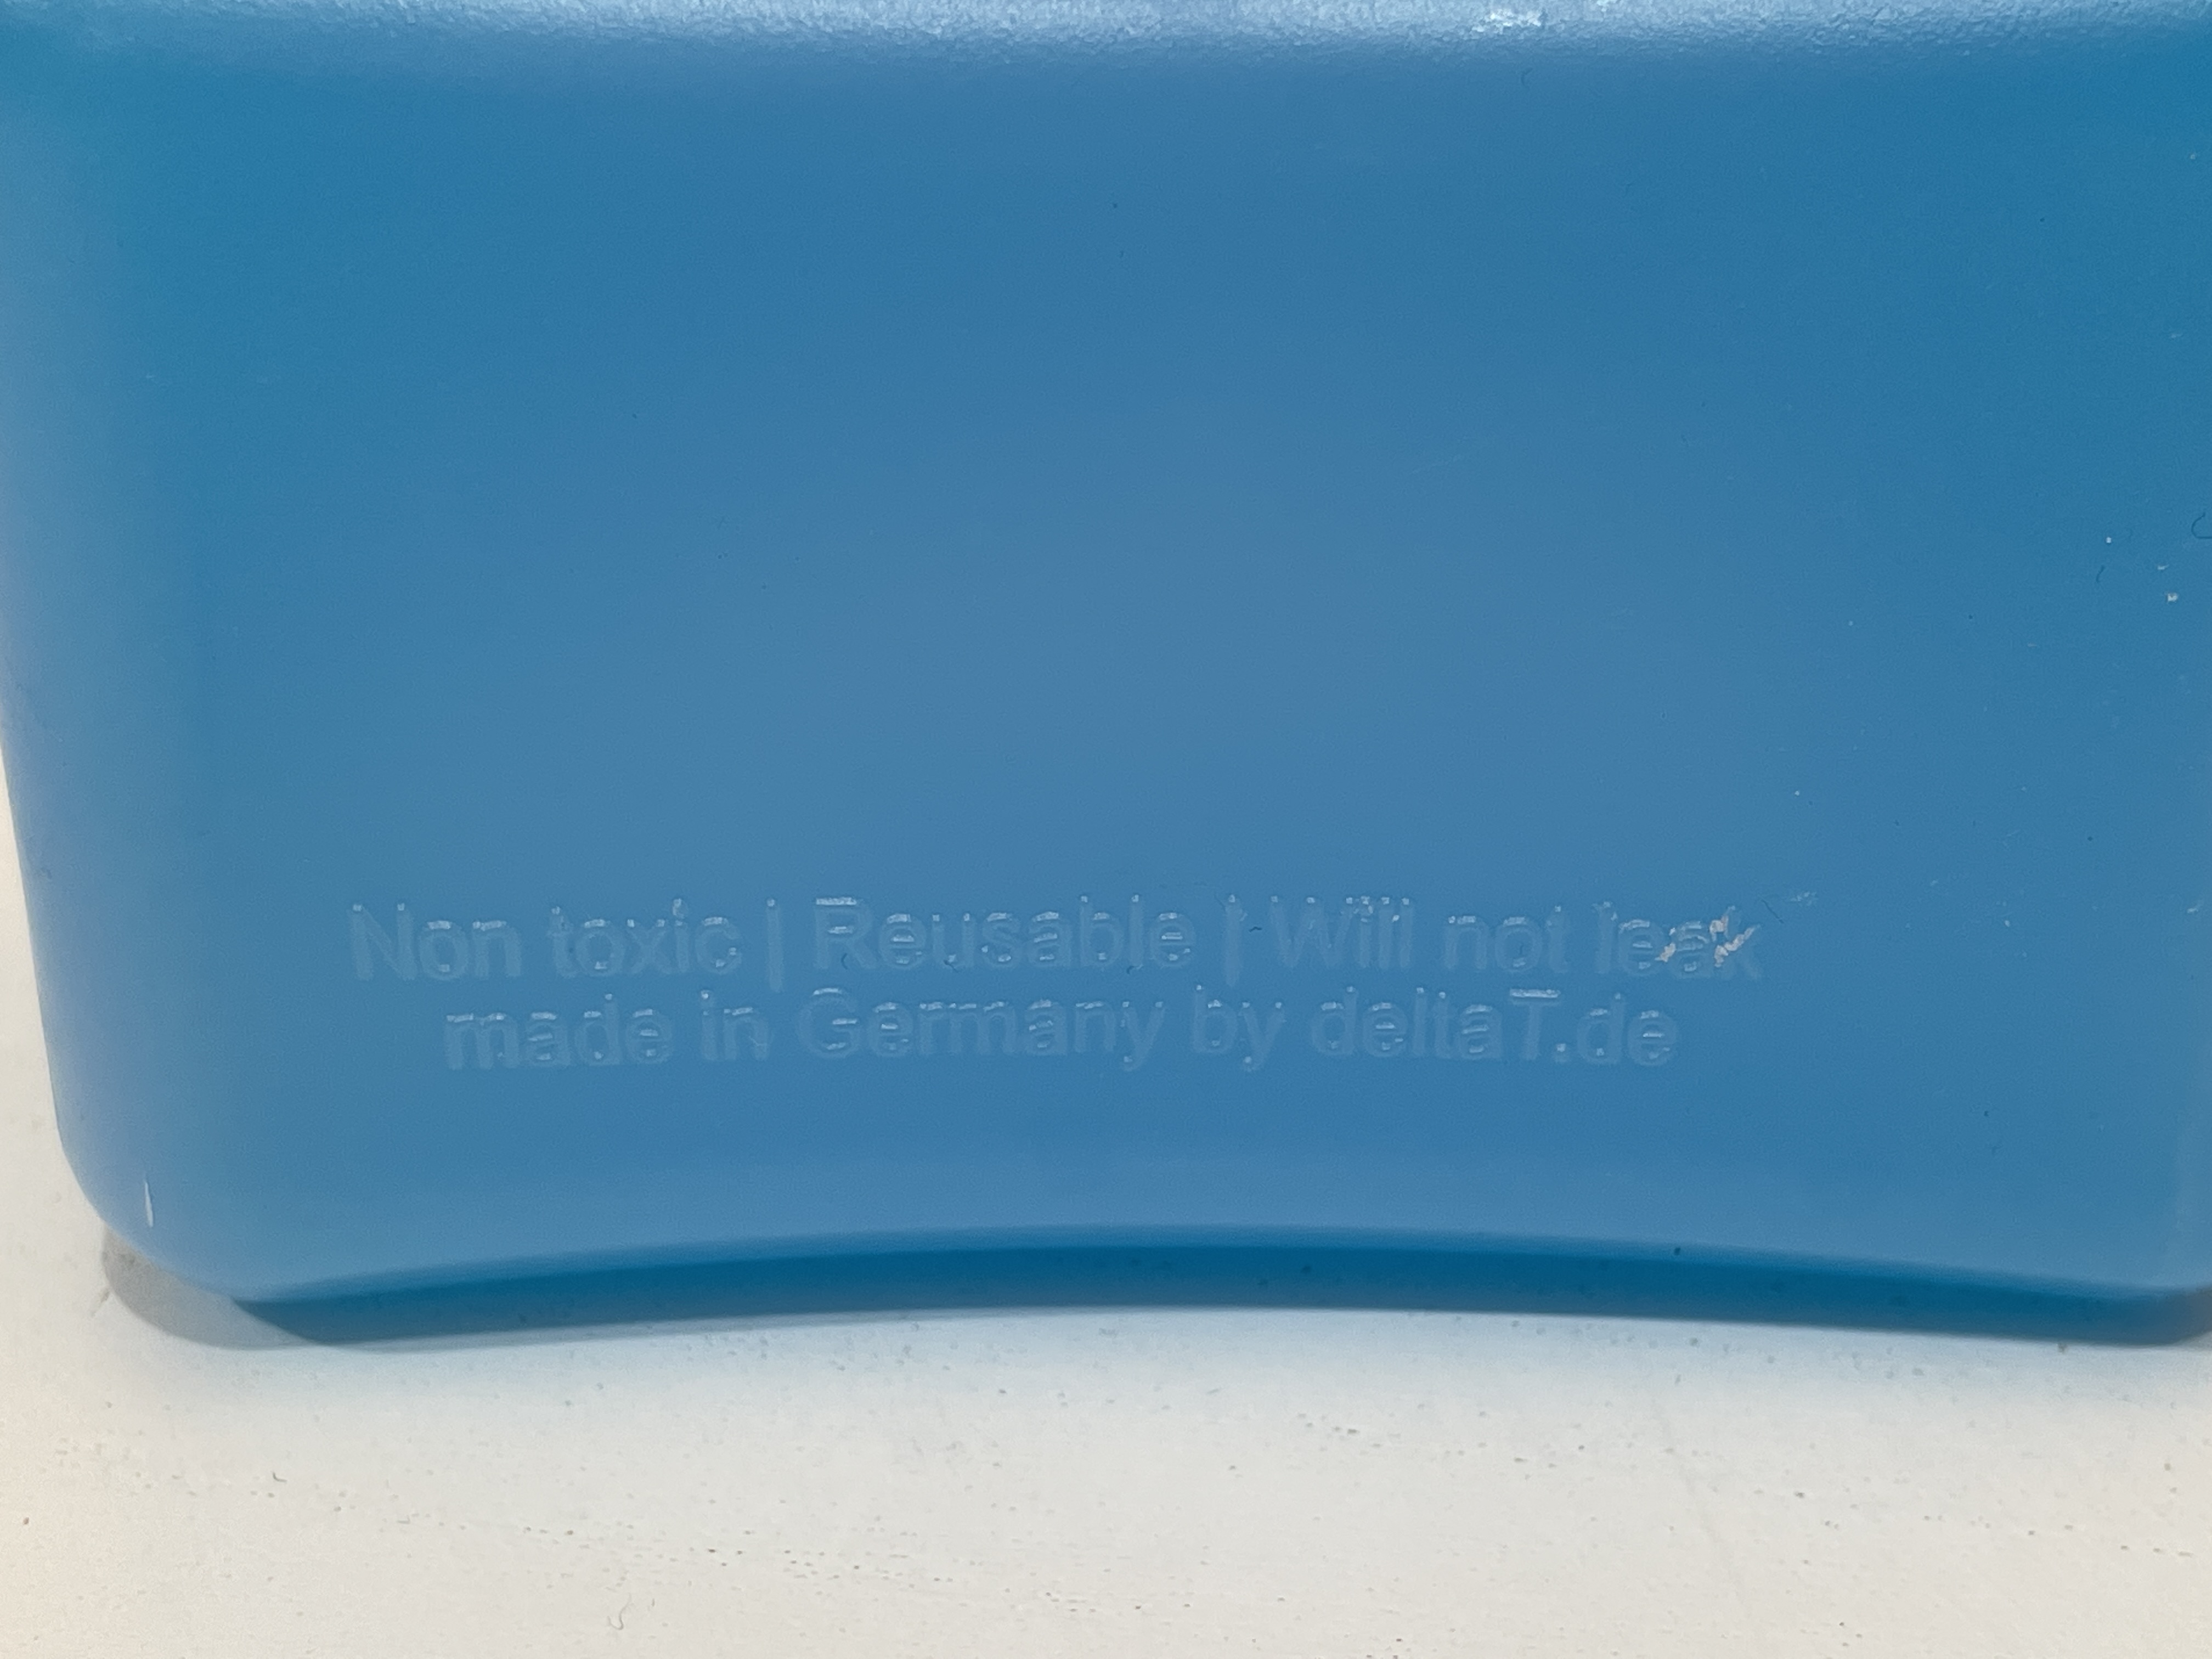 Non toxic | Reusable | Will not leak
made in Germany by deltaT.de